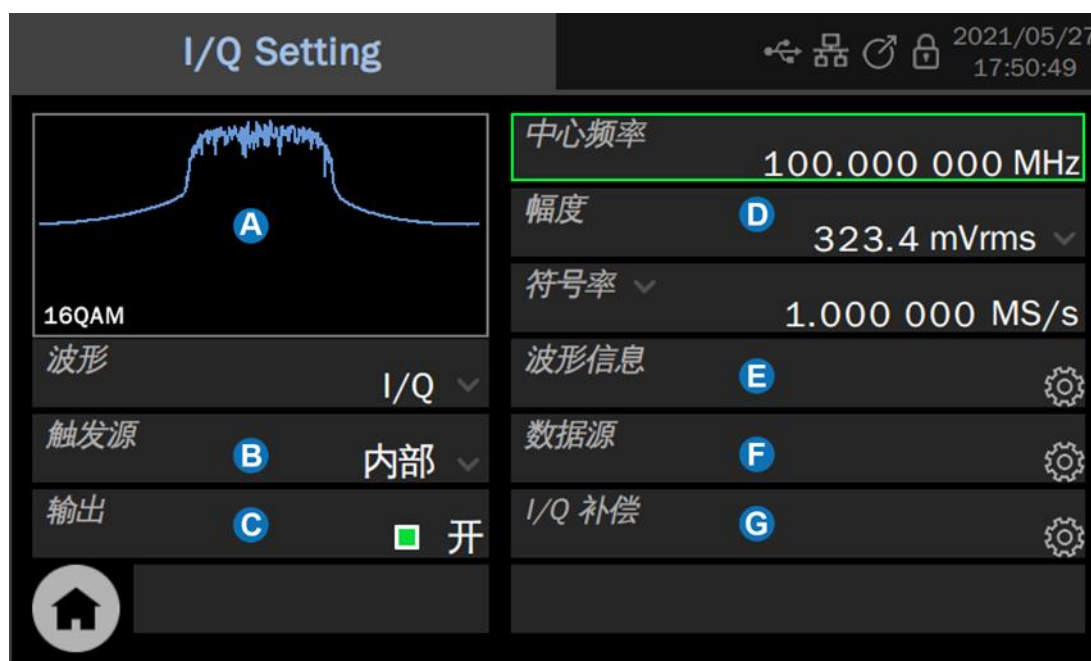 I/Q Setting
2021/05/27
17:50:49
A
16QAM
波形
I/Q
触发源
B
内部
输出
C
开
中心频率
100.000 000 MHz
幅度
D
323.4 mVrms
符号率
1.000 000 MS/s
波形信息
E
数据源
F
I/Q 补偿
G